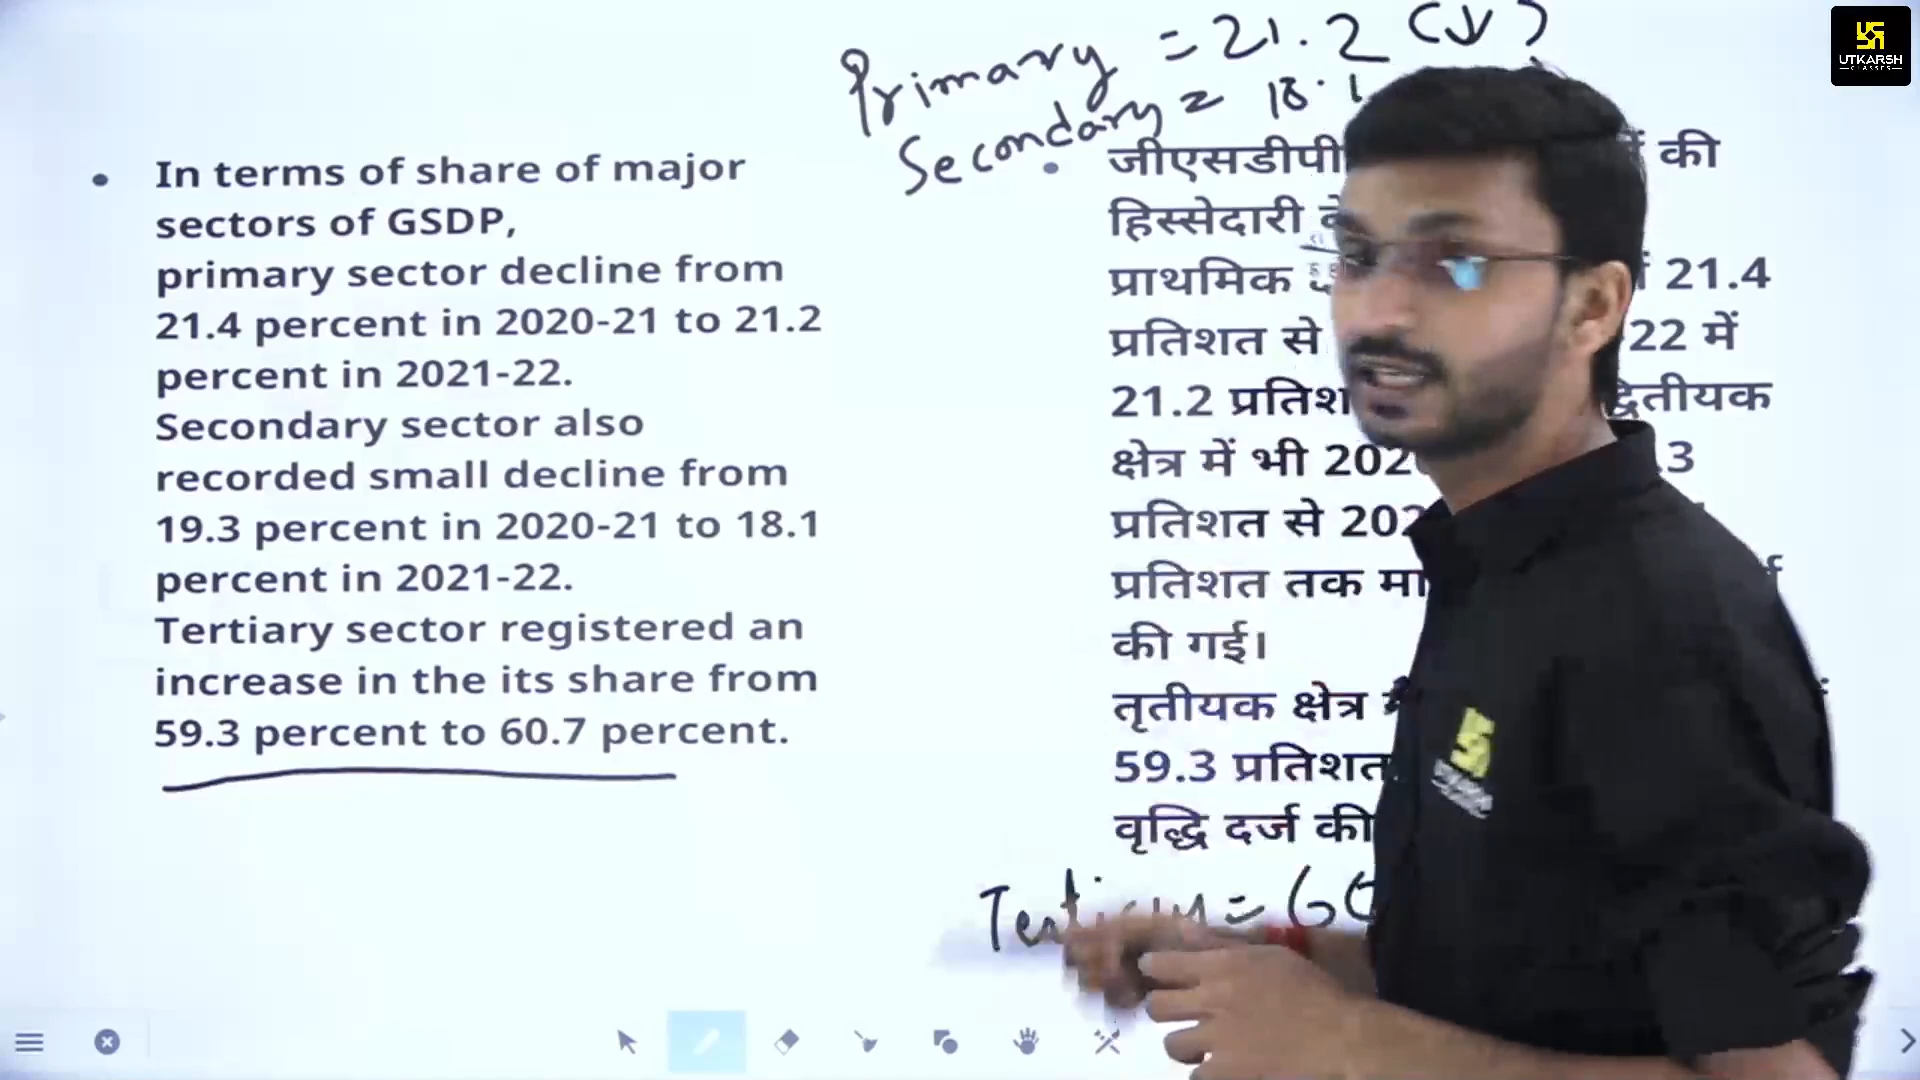 Primary = 21.2 (↓)
Secondary = 18.1
UTKARSH
CLASSES
• In terms of share of major
sectors of GSDP,
primary sector decline from
21.4 percent in 2020-21 to 21.2
percent in 2021-22.
Secondary sector also
recorded small decline from
19.3 percent in 2020-21 to 18.1
percent in 2021-22.
Tertiary sector registered an
increase in the its share from
59.3 percent to 60.7 percent.
• जीएसडीपी की
हिस्सेदारी
प्राथमिक 21.4
प्रतिशत से 22 में
21.2 द्वितीयक
क्षेत्र में भी .3
प्रतिशत से
प्रतिशत तक
की गई।
तृतीयक क्षेत्र
59.3 प्रतिशत
वृद्धि दर्ज की
Tertiary =